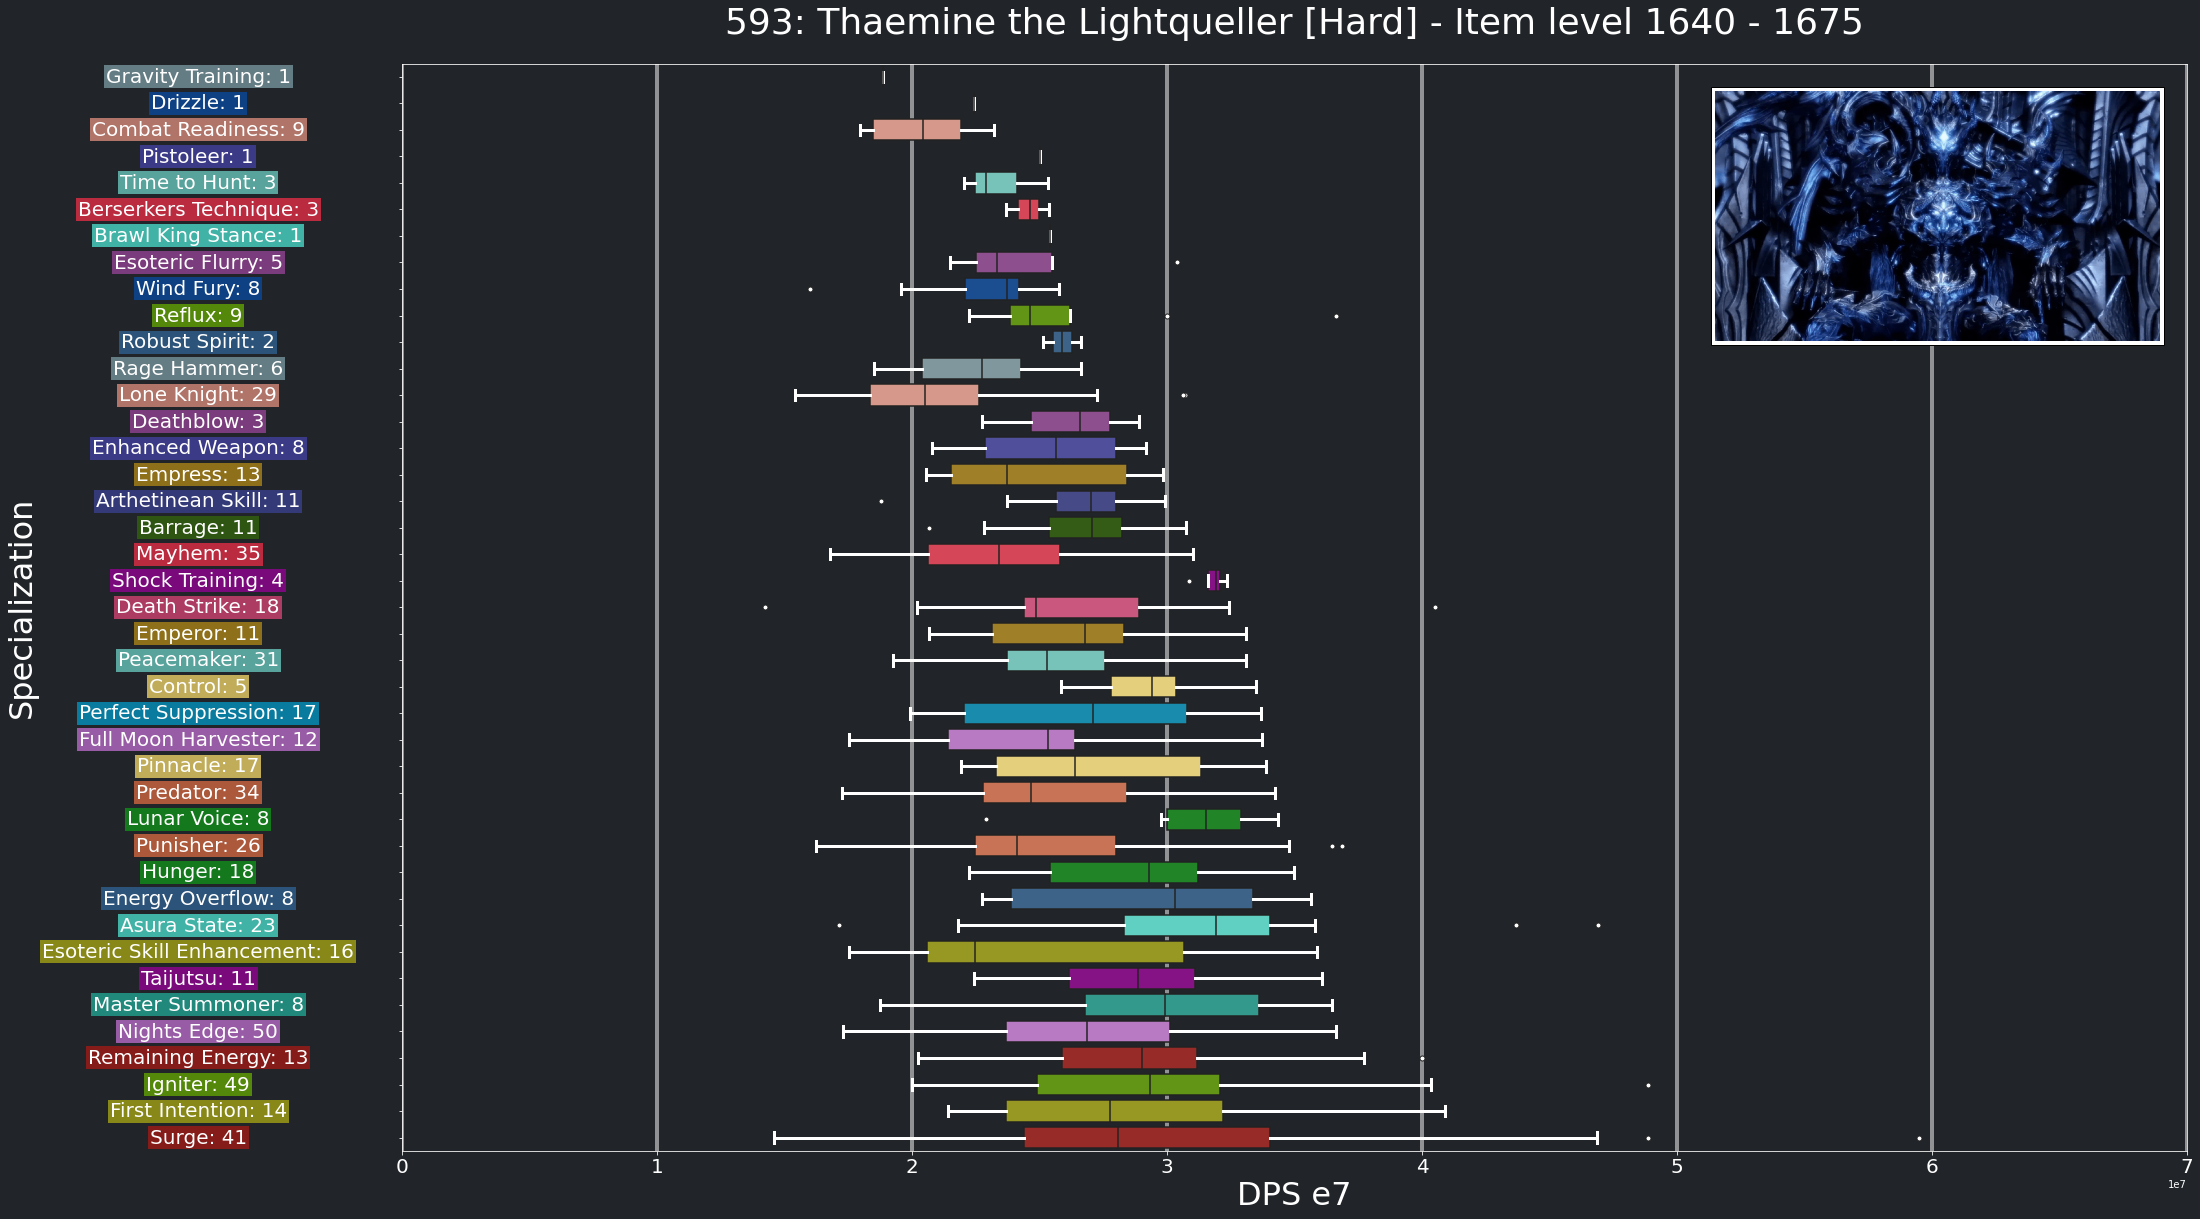 593: Thaemine the Lightqueller [Hard] - Item level 1640 - 1675
Gravity Training: 1
Drizzle: 1
Combat Readiness: 9
Pistoleer: 1
Time to Hunt: 3
Berserkers Technique: 3
Brawl King Stance: 1
Esoteric Flurry: 5
Wind Fury: 8
Reflux: 9
Robust Spirit: 2
Rage Hammer: 6
Lone Knight: 29
Deathblow: 3
Enhanced Weapon: 8
Empress: 13
Arthetinean Skill: 11
Barrage: 11
Mayhem: 35
Shock Training: 4
Death Strike: 18
Emperor: 11
Peacemaker: 31
Control: 5
Perfect Suppression: 17
Full Moon Harvester: 12
Pinnacle: 17
Predator: 34
Lunar Voice: 8
Punisher: 26
Hunger: 18
Energy Overflow: 8
Asura State: 23
Esoteric Skill Enhancement: 16
Taijutsu: 11
Master Summoner: 8
Nights Edge: 50
Remaining Energy: 13
Igniter: 49
First Intention: 14
Surge: 41
Specialization
0 1 2 3 4 5 6 7
DPS e7
1e7